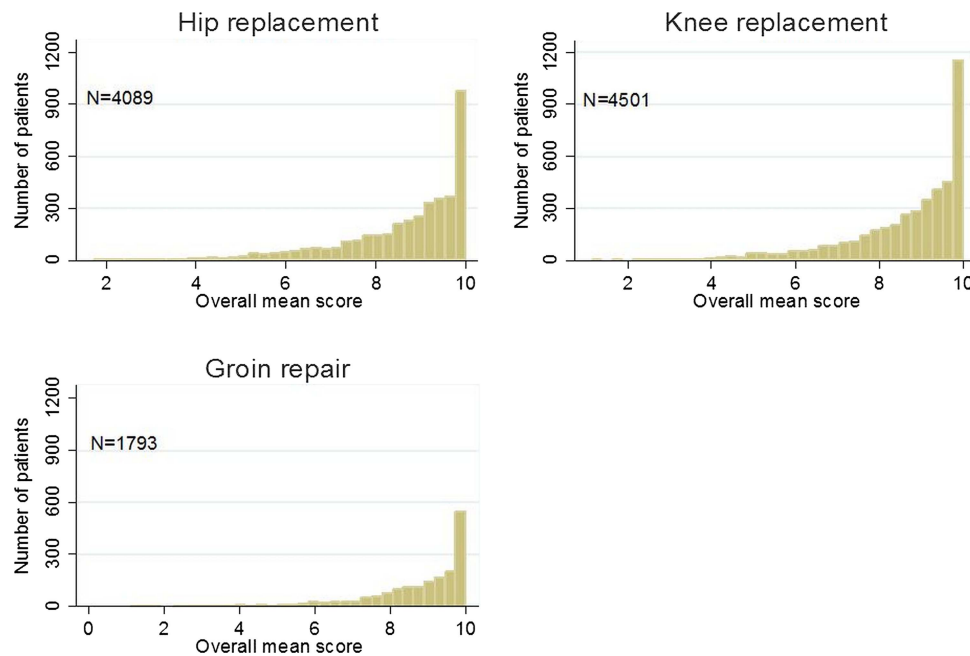 Hip replacement
Number of patients
1200
900
600
300
0
N=4089
2 4 6 8 10
Overall mean score
Knee replacement
Number of patients
1200
900
600
300
0
N=4501
2 4 6 8 10
Overall mean score
Groin repair
Number of patients
1200
900
600
300
0
N=1793
0 2 4 6 8 10
Overall mean score